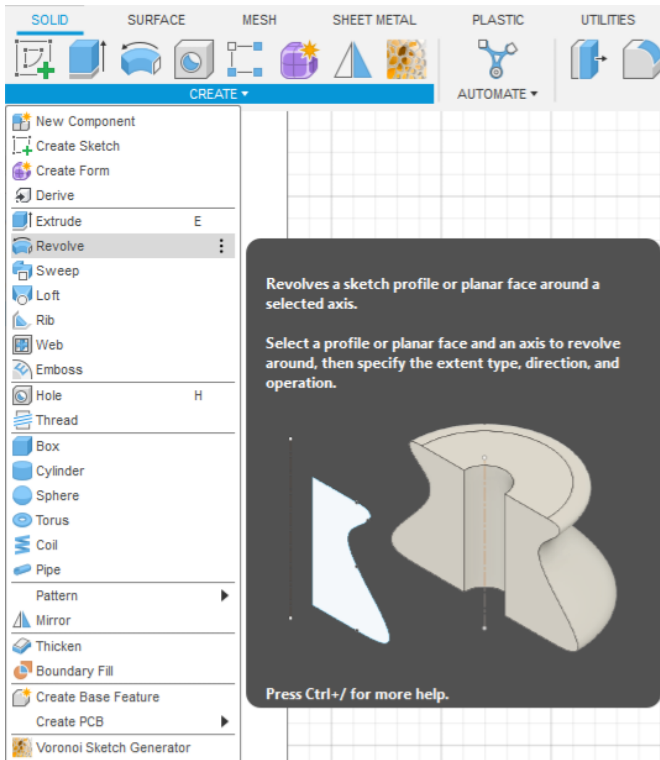 SOLID SURFACE MESH SHEET METAL PLASTIC UTILITIES
CREATE ▾ AUTOMATE ▾
New Component
Create Sketch
Create Form
Derive
Extrude E
Revolve
Sweep
Loft
Rib
Web
Emboss
Hole H
Thread
Box
Cylinder
Sphere
Torus
Coil
Pipe
Pattern
Mirror
Thicken
Boundary Fill
Create Base Feature
Create PCB
Voronoi Sketch Generator
Revolves a sketch profile or planar face around a
selected axis.
Select a profile or planar face and an axis to revolve
around, then specify the extent type, direction, and
operation.
Press Ctrl+/ for more help.